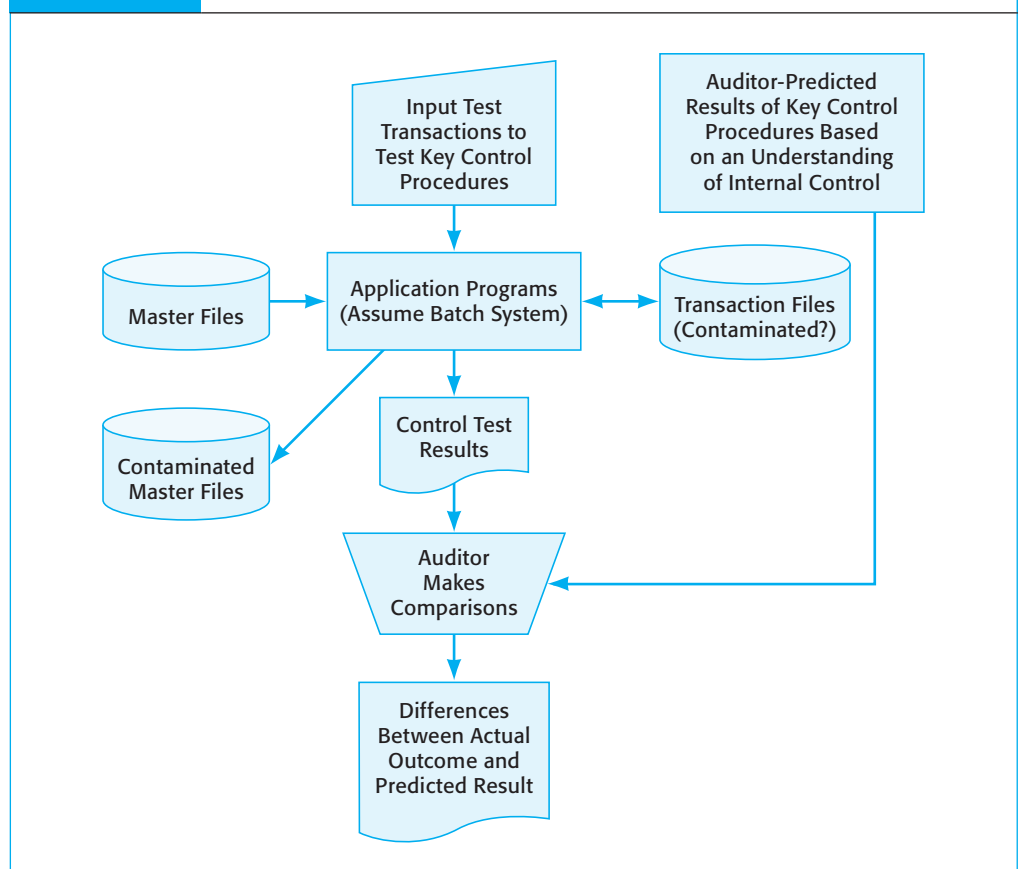 Input Test
Transactions to
Test Key Control
Procedures
Auditor-Predicted
Results of Key Control
Procedures Based
on an Understanding
of Internal Control
Master Files
Application Programs
(Assume Batch System)
Transaction Files
(Contaminated?)
Contaminated
Master Files
Control Test
Results
Auditor
Makes
Comparisons
Differences
Between Actual
Outcome and
Predicted Result